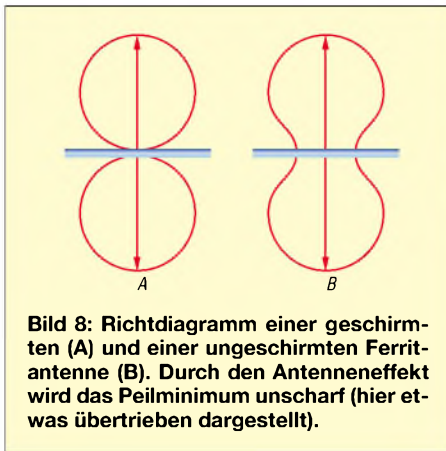 A B
Bild 8: Richtdiagramm einer geschirm-
ten (A) und einer ungeschirmten Ferrit-
antenne (B). Durch den Antenneneffekt
wird das Peilminimum unscharf (hier et-
was übertrieben dargestellt).